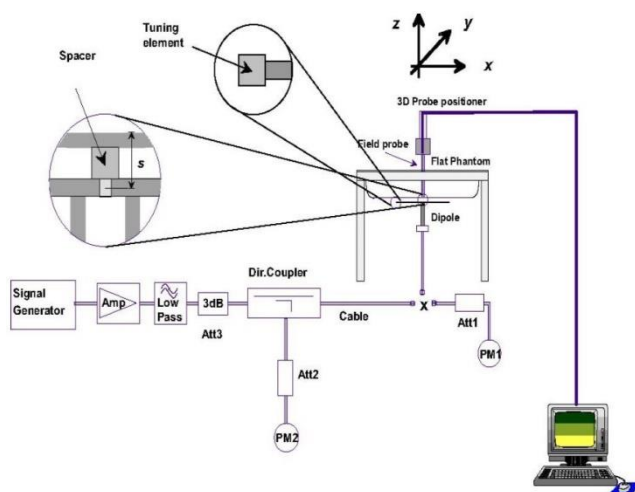 Tuning
element
Spacer
s
z
y
x
3D Probe positioner
Field probe
Flat Phantom
Dipole
Signal
Generator
Amp
Low
Pass
3dB
Att3
Dir.Coupler
Cable
x
Att1
PM1
Att2
PM2